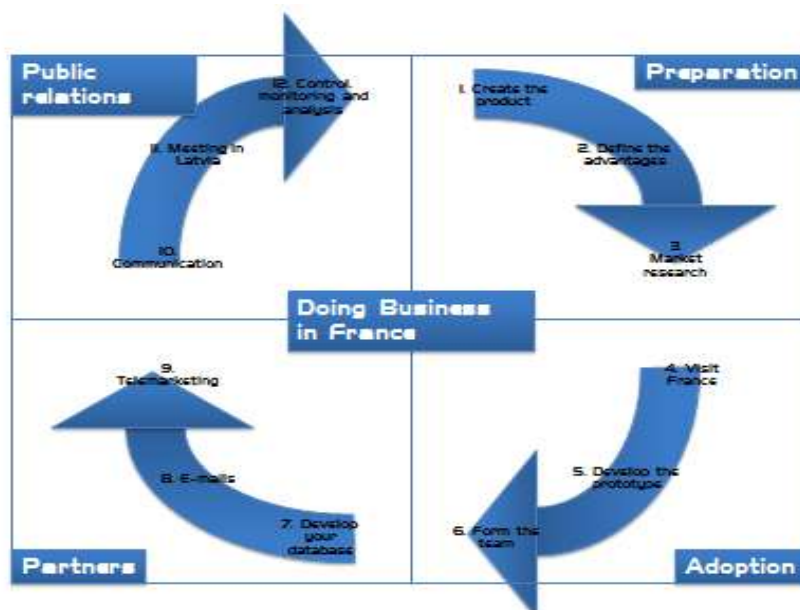 Public
relations
12. Control,
monitoring and
analysis
11. Meeting in
Latvia
10.
Communication
Preparation
1. Create the
product
2. Define the
advantages
3.
Market
research
Doing Business
in France
9.
Telemarketing
8. E-mails
7. Develop
your
database
Partners
4. Visit
France
5. Develop the
prototype
6. Form the
team
Adoption